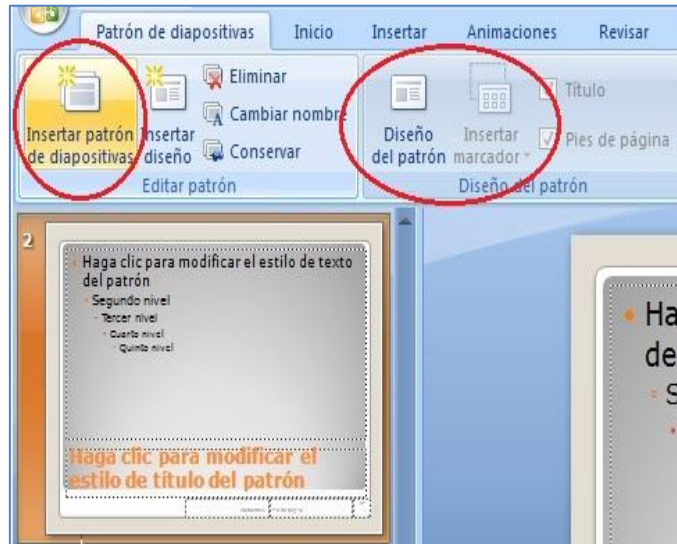 Patrón de diapositivas Inicio Insertar Animaciones Revisar
Insertar patrón
de diapositivas
Insertar
diseño
Eliminar
Cambiar nombre
Conservar
Editar patrón
Diseño
del patrón
Insertar
marcador
Título
Pies de página
Diseño del patrón
2
Haga clic para modificar el estilo de texto
del patrón
Segundo nivel
Tercer nivel
Cuarto nivel
Quinto nivel
Haga clic para modificar el
estilo de título del patrón
Ha
de
S